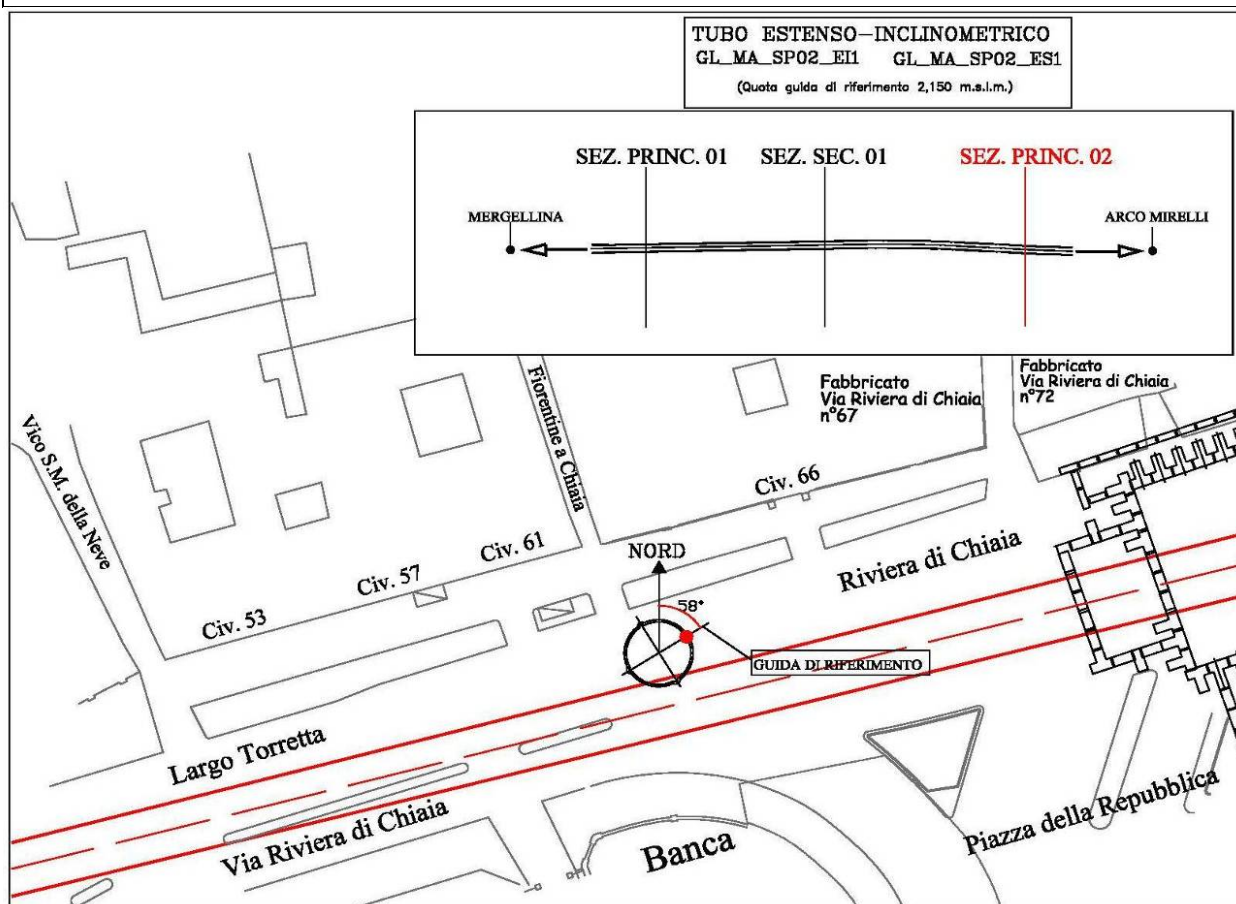 TUBO ESTENSO-INCLINOMETRICO
GL_MA_SP02_EI1 GL_MA_SP02_ES1
(Quota guida di riferimento 2,150 m.s.l.m.)
SEZ. PRINC. 01 SEZ. SEC. 01 SEZ. PRINC. 02
MERGELLINA ARCO MIRELLI
Fabbricato
Via Riviera di Chiaia
n°67
Fabbricato
Via Riviera di Chiaia
n°72
Vico S.M. della Neve
Fiorentine a Chiaia
Civ. 53
Civ. 57
Civ. 61
Civ. 66
NORD
58°
GUIDA DI RIFERIMENTO
Riviera di Chiaia
Largo Torretta
Via Riviera di Chiaia
Banca
Piazza della Repubblica